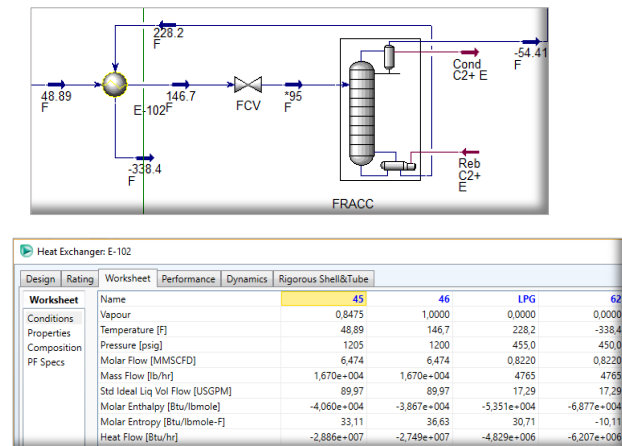 228.2
F
-54.41
F
Cond
C2+ E
48.89
F
E-102
146.7
F
FCV
*95
F
-338.4
F
Reb
C2+
E
FRACC
Heat Exchanger: E-102
Design Rating Worksheet Performance Dynamics Rigorous Shell&Tube
Worksheet Name 45 46 LPG 62
Conditions Vapour 0,8475 1,0000 0,0000 0,0000
Properties Temperature [F] 48,89 146,7 228,2 -338,4
Composition Pressure [psig] 1205 1200 455,0 450,0
PF Specs Molar Flow [MMSCFD] 6,474 6,474 0,8220 0,8220
Mass Flow [lb/hr] 1,670e+004 1,670e+004 4765 4765
Std Ideal Liq Vol Flow [USGPM] 89,97 89,97 17,29 17,29
Molar Enthalpy [Btu/lbmole] -4,060e+004 -3,867e+004 -5,351e+004 -6,877e+004
Molar Entropy [Btu/lbmole-F] 33,11 36,63 30,71 -10,11
Heat Flow [Btu/hr] -2,886e+007 -2,749e+007 -4,829e+006 -6,207e+006